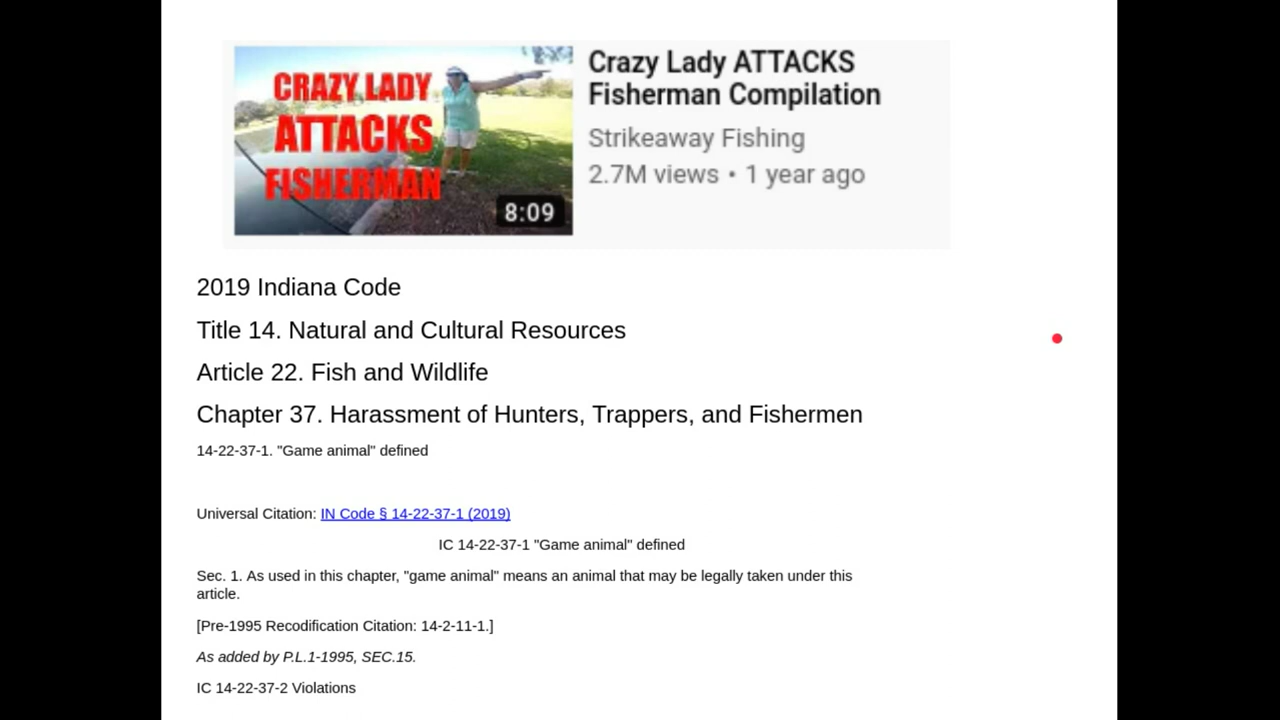 CRAZY LADY
ATTACKS
FISHERMAN
8:09
Crazy Lady ATTACKS
Fisherman Compilation
Strikeaway Fishing
2.7M views • 1 year ago
2019 Indiana Code
Title 14. Natural and Cultural Resources
Article 22. Fish and Wildlife
Chapter 37. Harassment of Hunters, Trappers, and Fishermen
14-22-37-1. "Game animal" defined
Universal Citation: IN Code § 14-22-37-1 (2019)
IC 14-22-37-1 "Game animal" defined
Sec. 1. As used in this chapter, "game animal" means an animal that may be legally taken under this
article.
[Pre-1995 Recodification Citation: 14-2-11-1.]
As added by P.L.1-1995, SEC.15.
IC 14-22-37-2 Violations